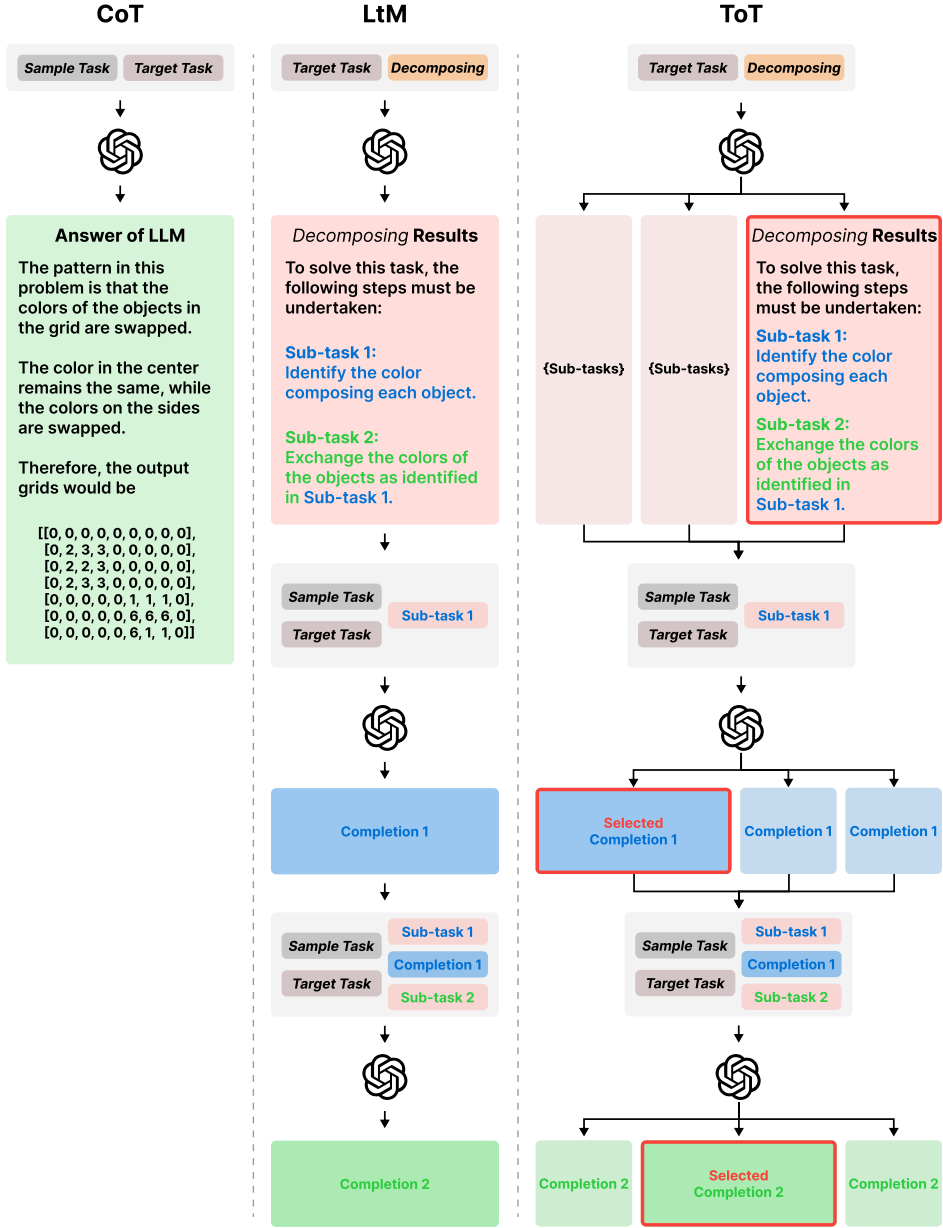 CoT
Sample Task
Target Task
Answer of LLM
The pattern in this
problem is that the
colors of the objects in
the grid are swapped.
The color in the center
remains the same, while
the colors on the sides
are swapped.
Therefore, the output
grids would be
[[0, 0, 0, 0, 0, 0, 0, 0, 0],
[0, 2, 3, 3, 0, 0, 0, 0, 0],
[0, 2, 2, 3, 0, 0, 0, 0, 0],
[0, 2, 3, 3, 0, 0, 0, 0, 0],
[0, 0, 0, 0, 0, 1, 1, 1, 0],
[0, 0, 0, 0, 0, 6, 6, 6, 0],
[0, 0, 0, 0, 0, 6, 1, 1, 0]]
LtM
Target Task
Decomposing
Decomposing Results
To solve this task, the
following steps must be
undertaken:
Sub-task 1:
Identify the color
composing each object.
Sub-task 2:
Exchange the colors of
the objects as identified
in Sub-task 1.
Sample Task
Target Task
Sub-task 1
Completion 1
Sample Task
Target Task
Sub-task 1
Completion 1
Sub-task 2
Completion 2
ToT
Target Task
Decomposing
{Sub-tasks}
{Sub-tasks}
Decomposing Results
To solve this task,
the following steps
must be undertaken:
Sub-task 1:
Identify the color
composing each
object.
Sub-task 2:
Exchange the colors
of the objects as
identified in
Sub-task 1.
Sample Task
Target Task
Sub-task 1
Selected
Completion 1
Completion 1
Completion 1
Sample Task
Target Task
Sub-task 1
Completion 1
Sub-task 2
Completion 2
Selected
Completion 2
Completion 2